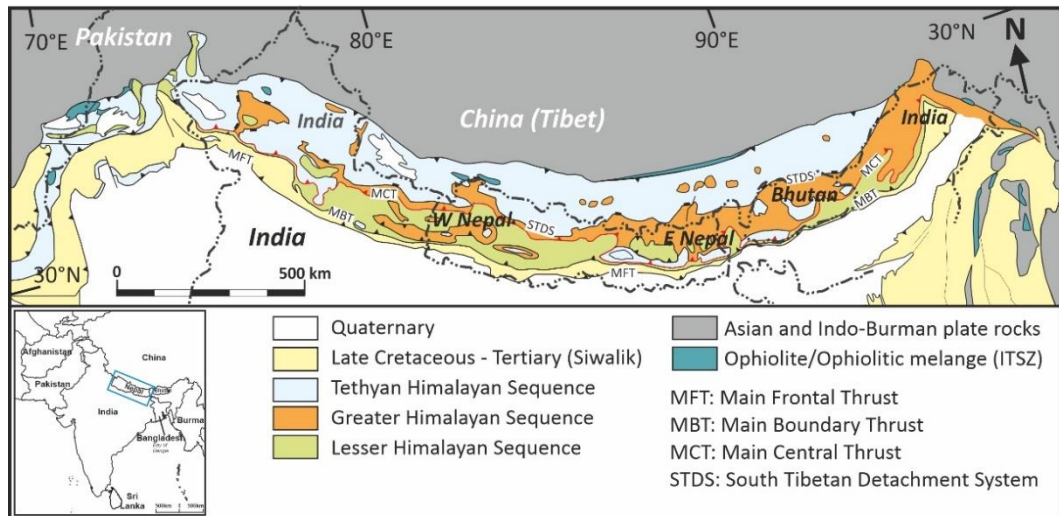 70°E
Pakistan
80°E
90°E
30°N
N
India
China (Tibet)
India
MFT
MCT
STDS
Bhutan
MCT
MBT
W Nepal
STDS
MBT
E Nepal
India
MFT
30°N
0 500 km
Quaternary
Late Cretaceous - Tertiary (Siwalik)
Tethyan Himalayan Sequence
Greater Himalayan Sequence
Lesser Himalayan Sequence
Asian and Indo-Burman plate rocks
Ophiolite/Ophiolitic melange (ITSZ)
MFT: Main Frontal Thrust
MBT: Main Boundary Thrust
MCT: Main Central Thrust
STDS: South Tibetan Detachment System
Afghanistan
China
Pakistan
Nepal
India
Burma
Bangladesh
Sri
Lanka